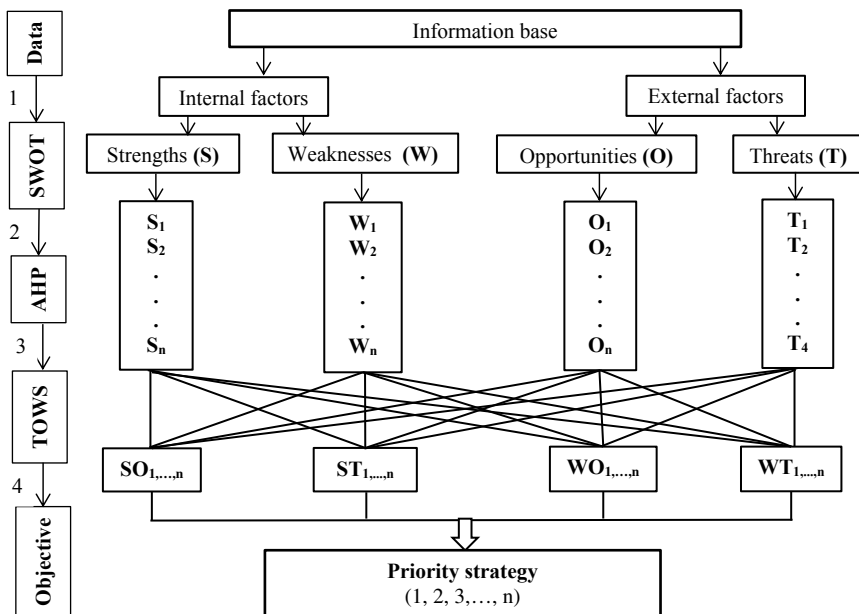 Data
1
SWOT
2
AHP
3
TOWS
4
Objective
Information base
Internal factors
External factors
Strengths (S)
Weaknesses (W)
Opportunities (O)
Threats (T)
S1
S2
.
.
.
Sn
W1
W2
.
.
.
Wn
O1
O2
.
.
.
On
T1
T2
.
.
.
T4
SO1,…,n
ST1,...,n
WO1,…,n
WT1,...,n
Priority strategy
(1, 2, 3,…, n)